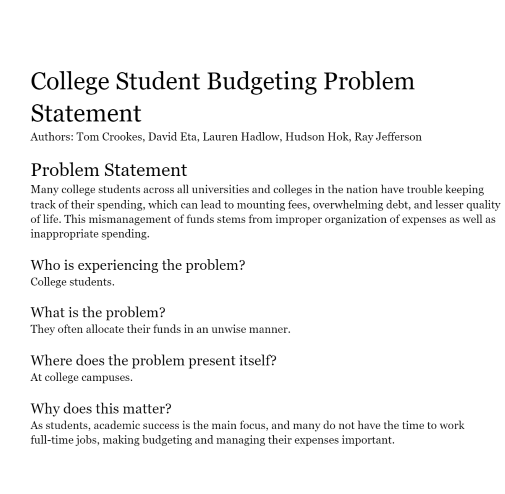 College Student Budgeting Problem
Statement
Authors: Tom Crookes, David Eta, Lauren Hadlow, Hudson Hok, Ray Jefferson
Problem Statement
Many college students across all universities and colleges in the nation have trouble keeping
track of their spending, which can lead to mounting fees, overwhelming debt, and lesser quality
of life. This mismanagement of funds stems from improper organization of expenses as well as
inappropriate spending.
Who is experiencing the problem?
College students.
What is the problem?
They often allocate their funds in an unwise manner.
Where does the problem present itself?
At college campuses.
Why does this matter?
As students, academic success is the main focus, and many do not have the time to work
full-time jobs, making budgeting and managing their expenses important.